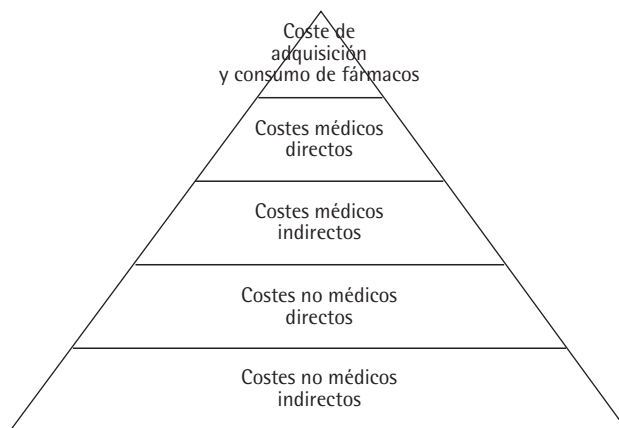 Coste de
adquisición
y consumo de fármacos
Costes médicos
directos
Costes médicos
indirectos
Costes no médicos
directos
Costes no médicos
indirectos